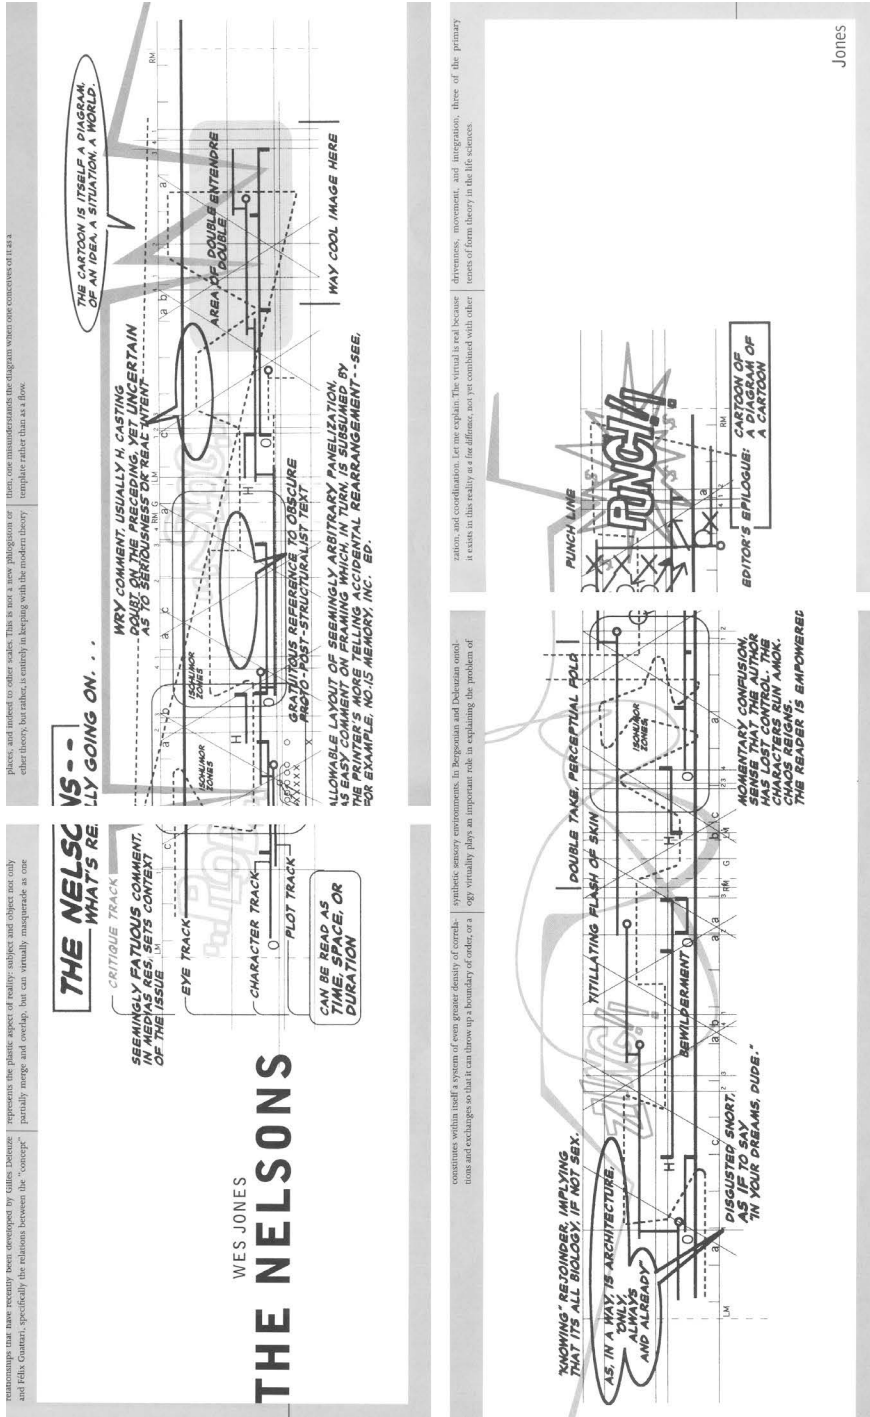 relationships that have recently been developed by Gilles Deleuze
and Félix Guattari, specifically the relations between the "concept"
represents the plastic aspect of reality: subject and object not only
partially merge and overlap, but can virtually masquerade as one
WES JONES
THE NELSONS
THE NELSONS--
WHAT'S REALLY GOING ON. . .
CRITIQUE TRACK
SEEMINGLY FATUOUS COMMENT,
IN MEDIAS RES, SETS CONTEXT
OF THE ISSUE
EYE TRACK
CHARACTER TRACK
PLOT TRACK
CAN BE READ AS
TIME, SPACE, OR
DURATION
places, and indeed to other scales. This is not a new phlogiston or
ether theory, but rather, is entirely in keeping with the modern theory
then, one misunderstands the diagram when one conceives of it as a
template rather than as a flow.
THE CARTOON IS ITSELF A DIAGRAM,
OF AN IDEA, A SITUATION, A WORLD.
WRY COMMENT, USUALLY H, CASTING
DOUBT ON THE PRECEDING, YET UNCERTAIN
AS TO SERIOUSNESS OR REAL INTENT
ISOHUMOR
ZONES
ISOHUMOR
ZONES
AREA OF DOUBLE ENTENDRE
DOUBLE
GRATUITOUS REFERENCE TO OBSCURE
PROTO-POST-STRUCTURALIST TEXT
WAY COOL IMAGE HERE
ALLOWABLE LAYOUT OF SEEMINGLY ARBITRARY PANELIZATION,
AS EASY COMMENT ON FRAMING WHICH, IN TURN, IS SUBSUMED BY
THE PRINTER'S MORE TELLING ACCIDENTAL REARRANGEMENT--SEE,
FOR EXAMPLE, NO.15 MEMORY, INC. ED.
constitutes within itself a system of even greater density of correla-
tions and exchanges so that it can throw up a boundary of order, or a
synthetic sensory environments. In Bergsonian and Deleuzian ontol-
ogy virtuality plays an important role in explaining the problem of
"KNOWING" REJOINDER, IMPLYING
THAT ITS ALL BIOLOGY, IF NOT SEX.
AS, IN A WAY, IS ARCHITECTURE,
"ONLY,
ALWAYS
AND ALREADY"
ZING!!
TITILLATING FLASH OF SKIN
DOUBLE TAKE, PERCEPTUAL FOLD
ISOHUMOR
ZONES
BEWILDERMENT
DISGUSTED SNORT,
AS IF TO SAY
"IN YOUR DREAMS, DUDE."
MOMENTARY CONFUSION,
SENSE THAT THE AUTHOR
HAS LOST CONTROL. THE
CHARACTERS RUN AMOK.
CHAOS REIGNS.
THE READER IS EMPOWERED
zation, and coordination. Let me explain. The virtual is real because
it exists in this reality as a free difference, not yet combined with other
drivenness, movement, and integration, three of the primary
tenets of form theory in the life sciences.
PUNCH LINE
PUNCH!!
EDITOR'S EPILOGUE:
CARTOON OF
A DIAGRAM OF
A CARTOON
Jones